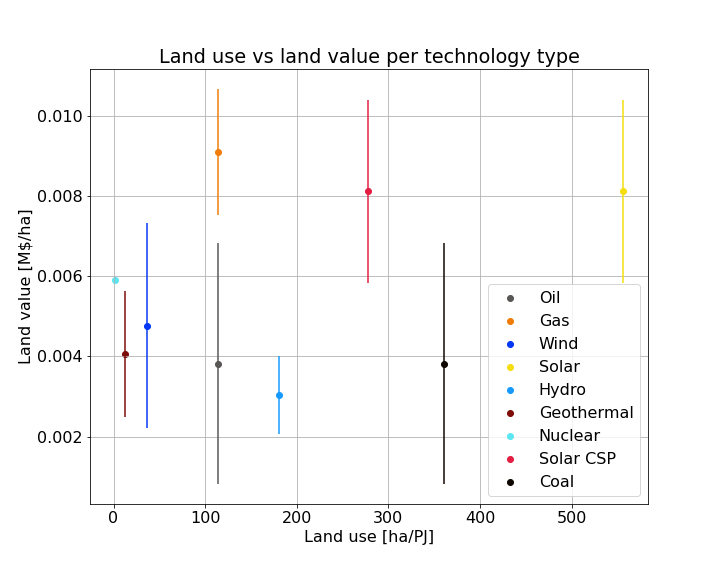 Land use vs land value per technology type
Land value [M$/ha]
0.010
0.008
0.006
0.004
0.002
0 100 200 300 400 500
Land use [ha/PJ]
Oil
Gas
Wind
Solar
Hydro
Geothermal
Nuclear
Solar CSP
Coal